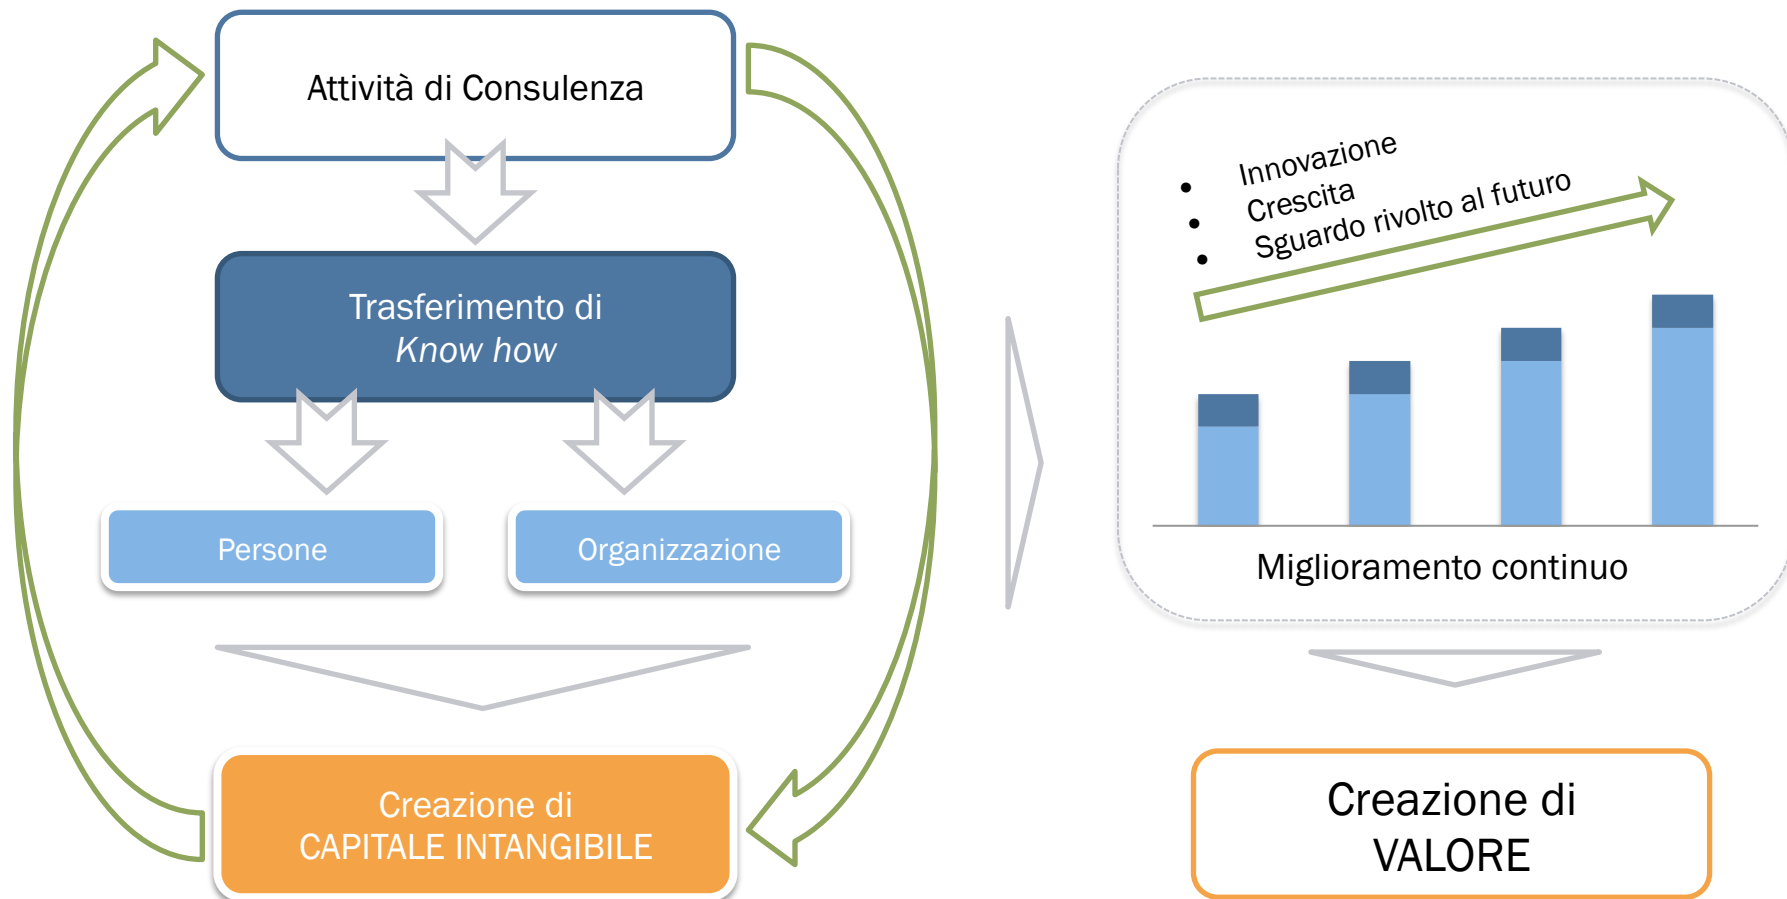 Attività di Consulenza
Trasferimento di
Know how
Persone
Organizzazione
Creazione di
CAPITALE INTANGIBILE
• Innovazione
• Crescita
• Sguardo rivolto al futuro
Miglioramento continuo
Creazione di
VALORE